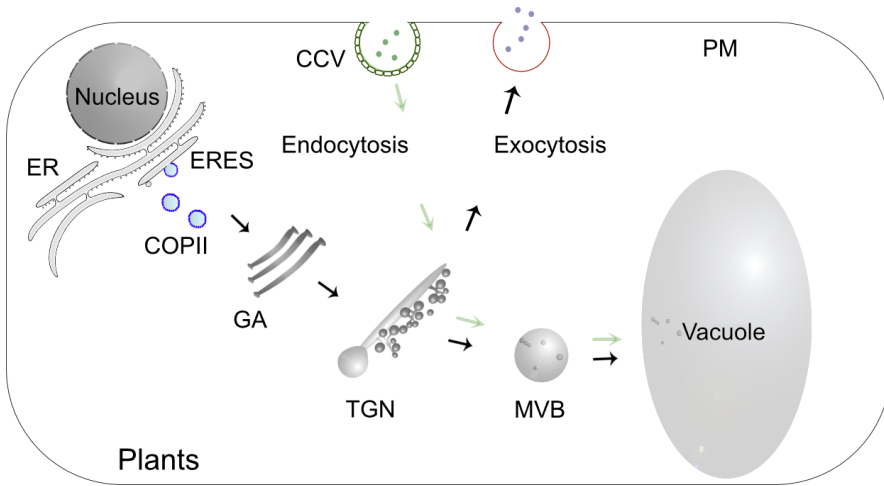 CCV
PM
Nucleus
Endocytosis
Exocytosis
ER
ERES
COPII
GA
Vacuole
TGN
MVB
Plants